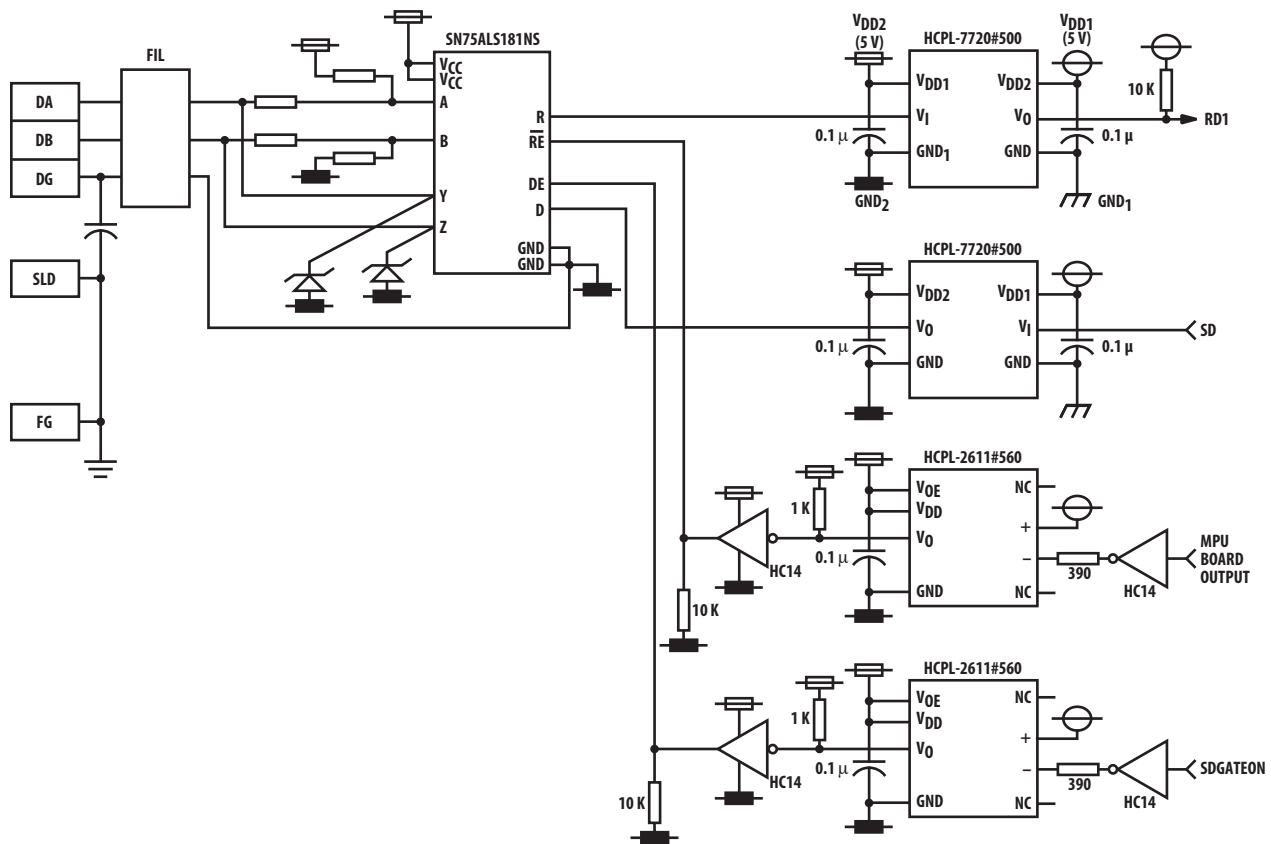 FIL
DA
DB
DG
SLD
FG
SN75ALS181NS
VCC
VCC
A
B
Y
Z
R
RE
DE
D
GND
GND
VDD2
(5 V)
HCPL-7720#500
VDD1
(5 V)
VDD1
VI
GND1
VDD2
VO
GND
0.1 μ
0.1 μ
10 K
RD1
GND2
GND1
HCPL-7720#500
VDD2
VO
GND
VDD1
VI
GND
0.1 μ
0.1 μ
SD
HCPL-2611#560
VOE
VDD
VO
GND
NC
+
–
NC
1 K
0.1 μ
HC14
10 K
390
HC14
MPU
BOARD
OUTPUT
HCPL-2611#560
VOE
VDD
VO
GND
NC
+
–
NC
1 K
0.1 μ
HC14
10 K
390
HC14
SDGATEON